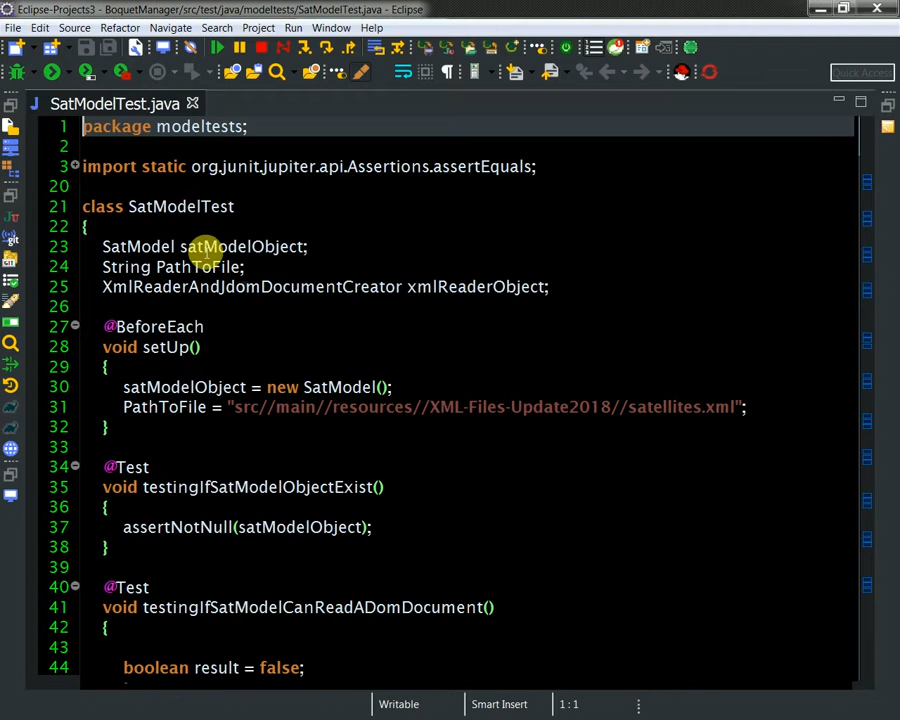 Eclipse-Projects3 - BoquetManager/src/test/java/modeltests/SatModelTest.java - Eclipse
File Edit Source Refactor Navigate Search Project Run Window Help
Quick Access
SatModelTest.java
1 package modeltests;
2
3 import static org.junit.jupiter.api.Assertions.assertEquals;
20
21 class SatModelTest
22 {
23 SatModel satModelObject;
24 String PathToFile;
25 XmlReaderAndJdomDocumentCreator xmlReaderObject;
26
27 @BeforeEach
28 void setUp()
29 {
30 satModelObject = new SatModel();
31 PathToFile = "src//main//resources//XML-Files-Update2018//satellites.xml";
32 }
33
34 @Test
35 void testingIfSatModelObjectExist()
36 {
37 assertNotNull(satModelObject);
38 }
39
40 @Test
41 void testingIfSatModelCanReadADomDocument()
42 {
43
44 boolean result = false;
Writable Smart Insert 1 : 1